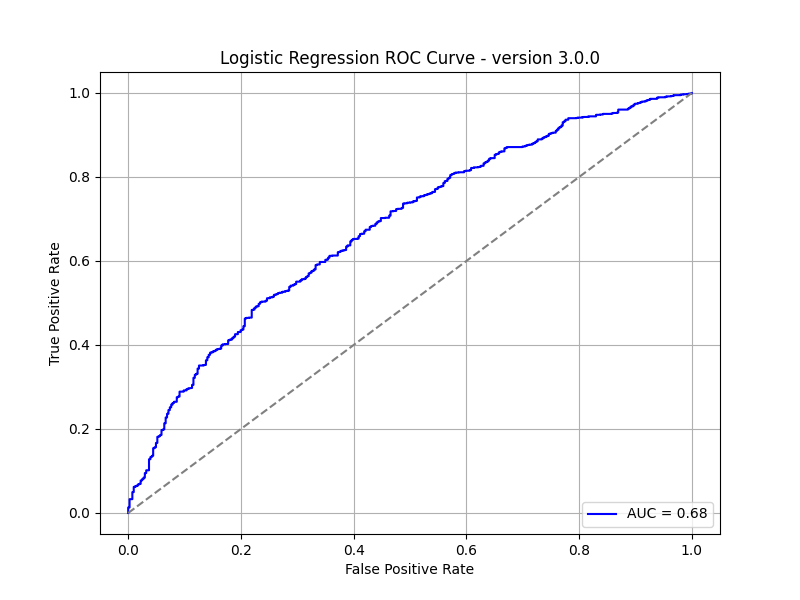 Logistic Regression ROC Curve - version 3.0.0
True Positive Rate
1.0
0.8
0.6
0.4
0.2
0.0
AUC = 0.68
0.0 0.2 0.4 0.6 0.8 1.0
False Positive Rate